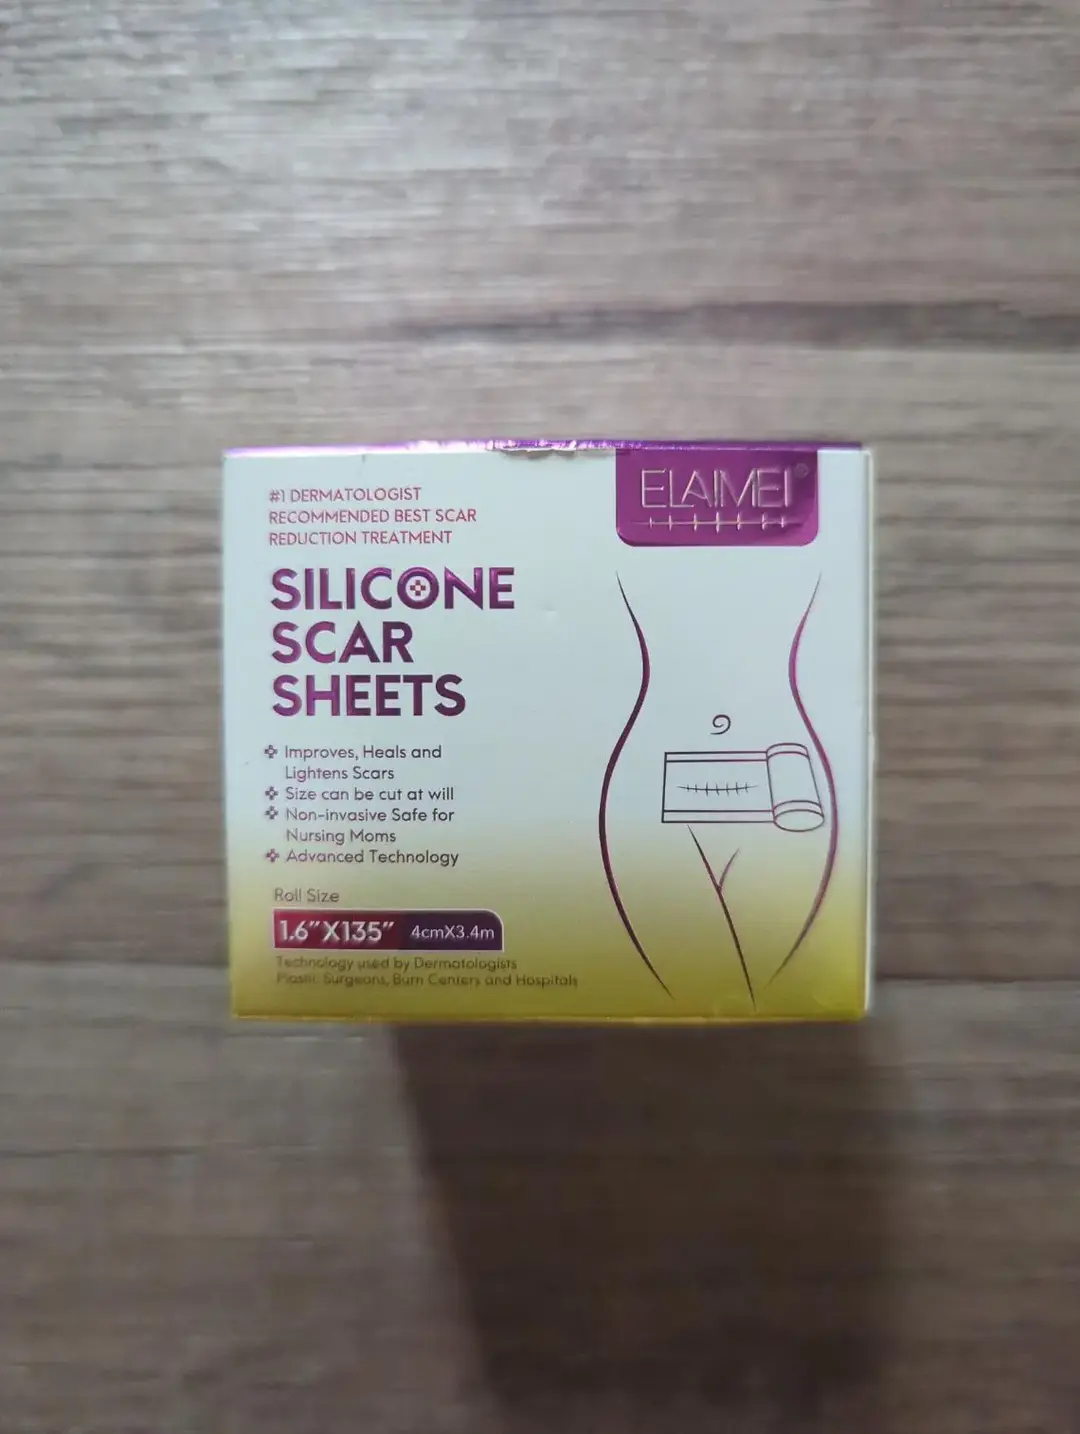 #1 DERMATOLOGIST
RECOMMENDED BEST SCAR
REDUCTION TREATMENT
ELAIMEI®
SILICONE
SCAR
SHEETS
Improves, Heals and
Lightens Scars
Size can be cut at will
Non-invasive Safe for
Nursing Moms
Advanced Technology
Roll Size
1.6”X135” 4cmX3.4m
Technology used by Dermatologists
Plastic Surgeons, Burn Centers and Hospitals